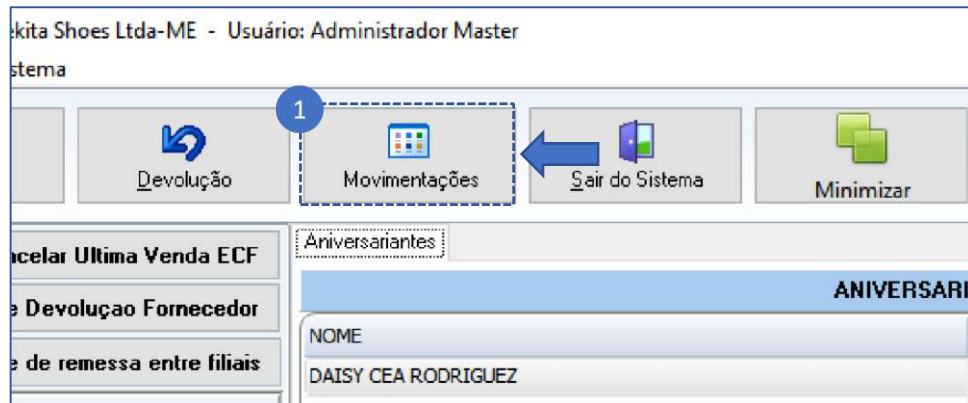 ekita Shoes Ltda-ME - Usuário: Administrador Master
stema
1
Devolução
Movimentações
Sair do Sistema
Minimizar
ncelar Ultima Venda ECF
e Devoluçao Fornecedor
e de remessa entre filiais
Aniversariantes
ANIVERSARI
NOME
DAISY CEA RODRIGUEZ